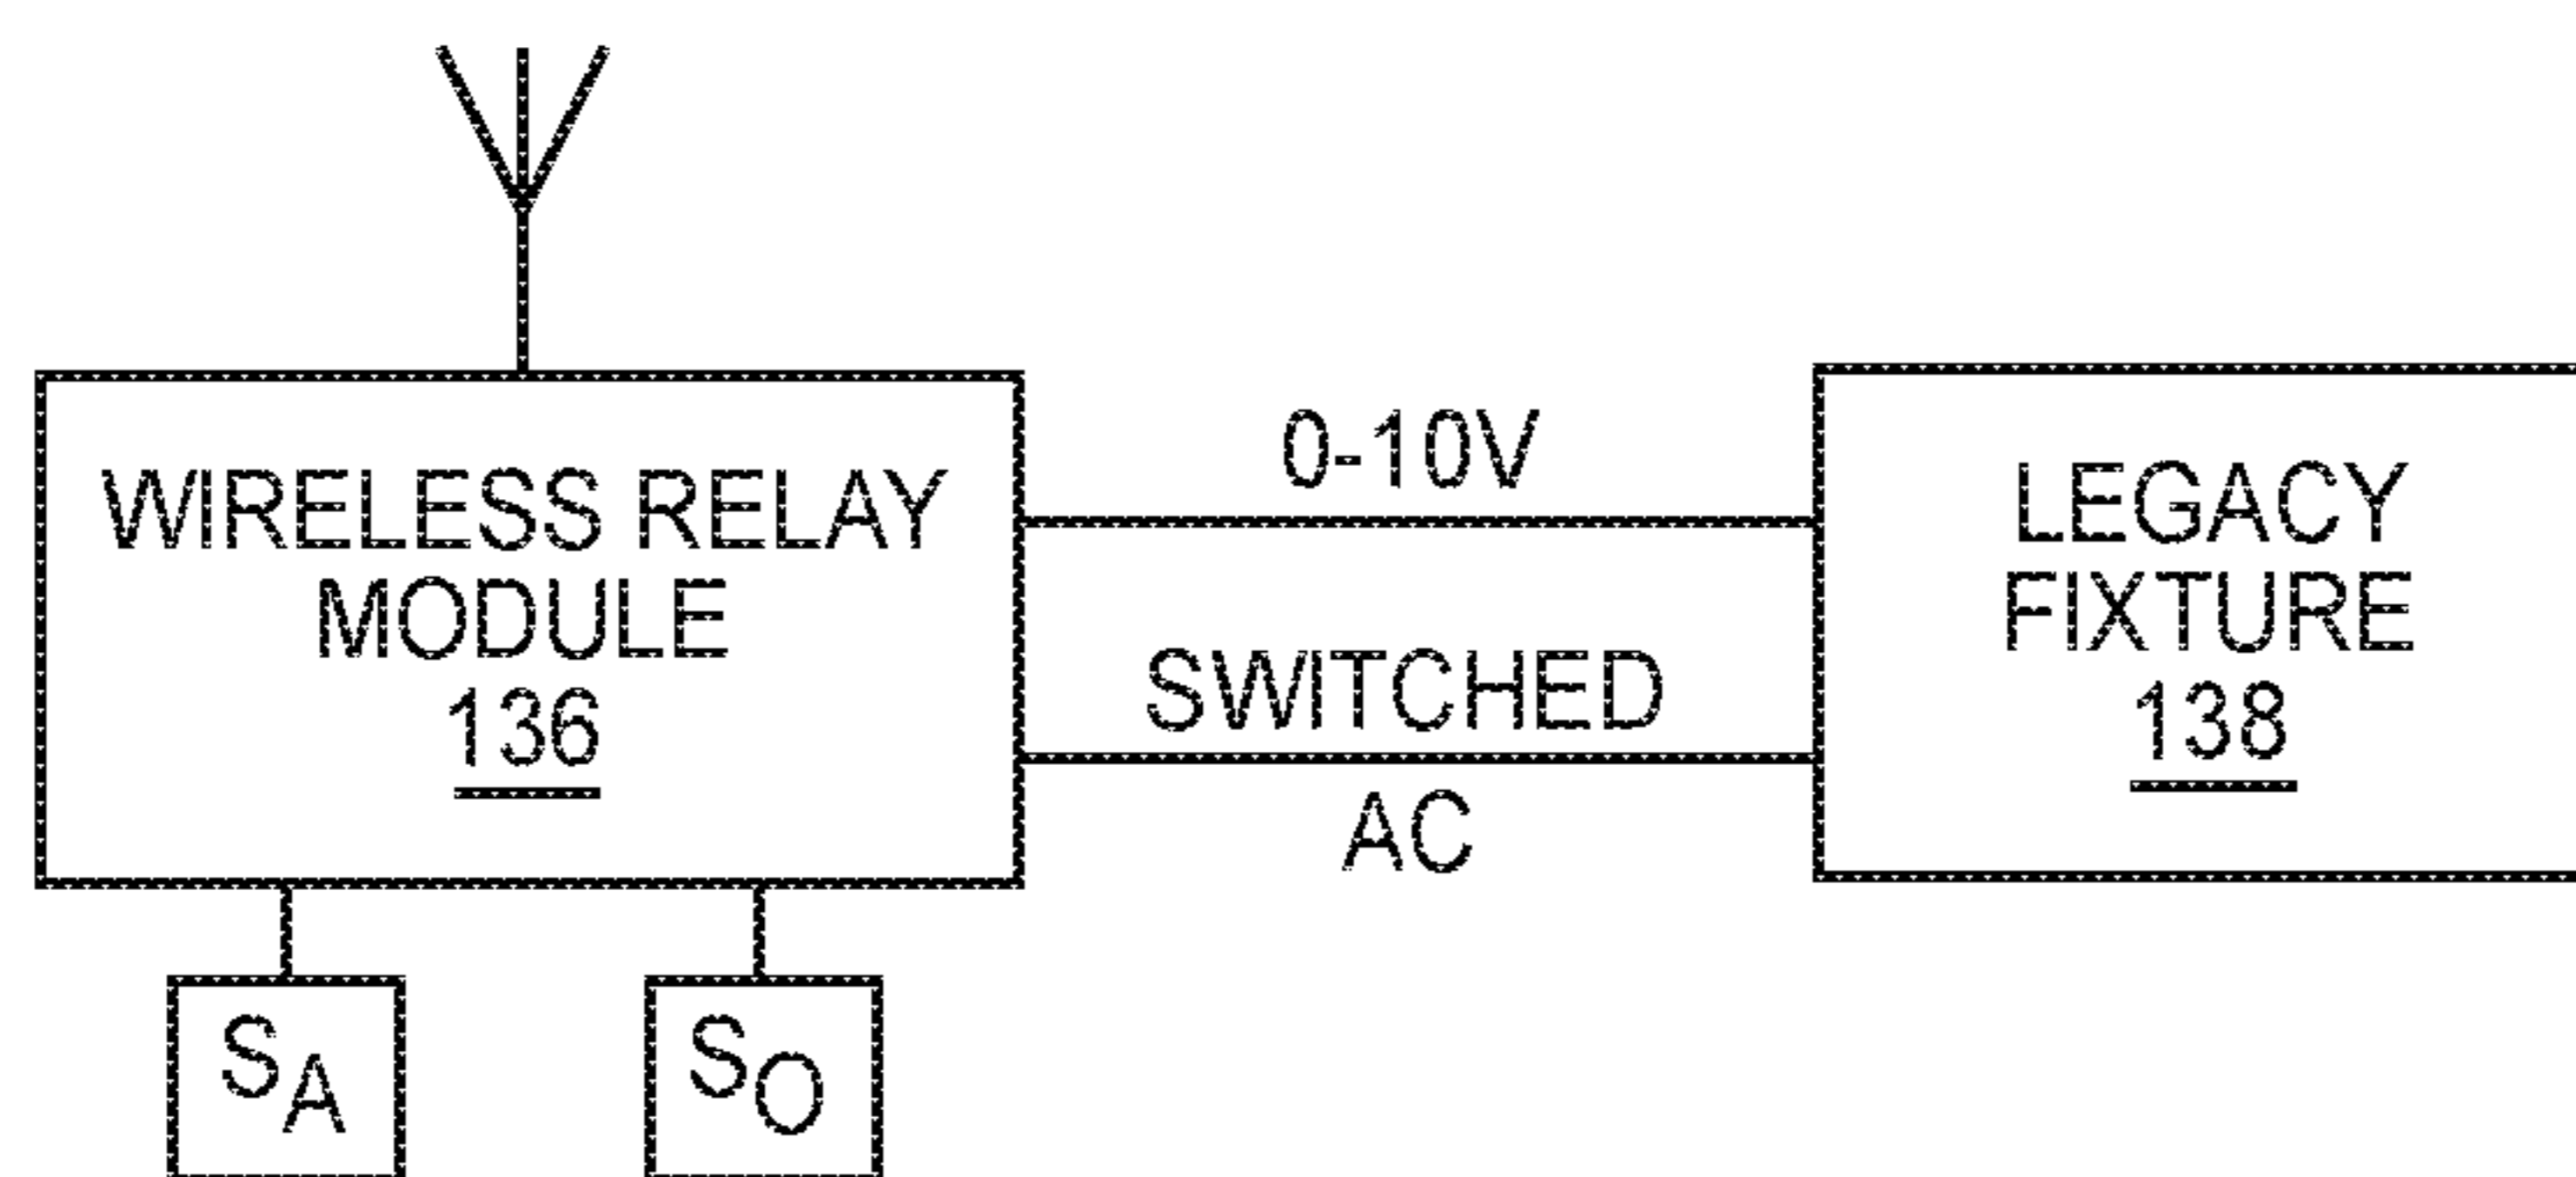 WIRELESS RELAY
MODULE
136
0-10V
SWITCHED
AC
LEGACY
FIXTURE
138
SA
SO